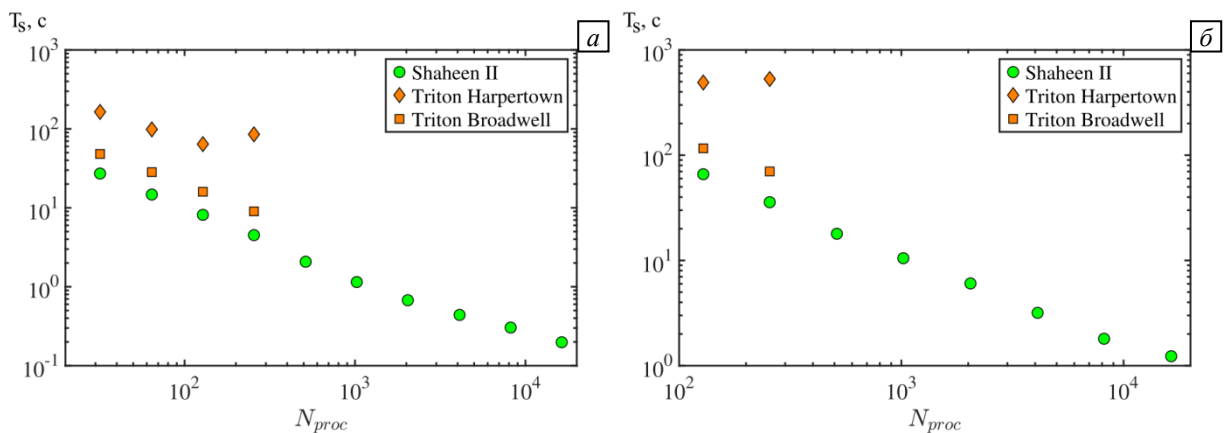 T_s, c
а
10^3
10^2
10^1
10^0
10^-1
Shaheen II
Triton Harpertown
Triton Broadwell
10^2
10^3
10^4
N_proc
T_s, c
б
10^3
10^2
10^1
10^0
Shaheen II
Triton Harpertown
Triton Broadwell
10^2
10^3
10^4
N_proc